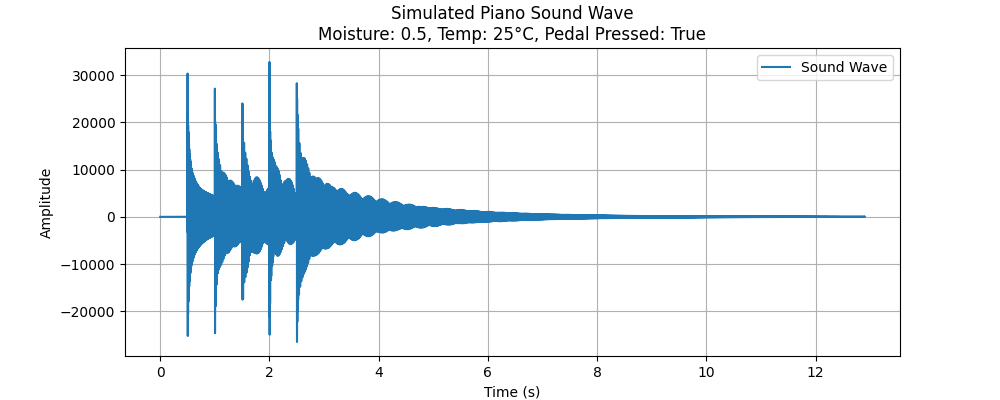 Simulated Piano Sound Wave
Moisture: 0.5, Temp: 25°C, Pedal Pressed: True
Sound Wave
30000
20000
10000
0
−10000
−20000
Amplitude
0 2 4 6 8 10 12
Time (s)